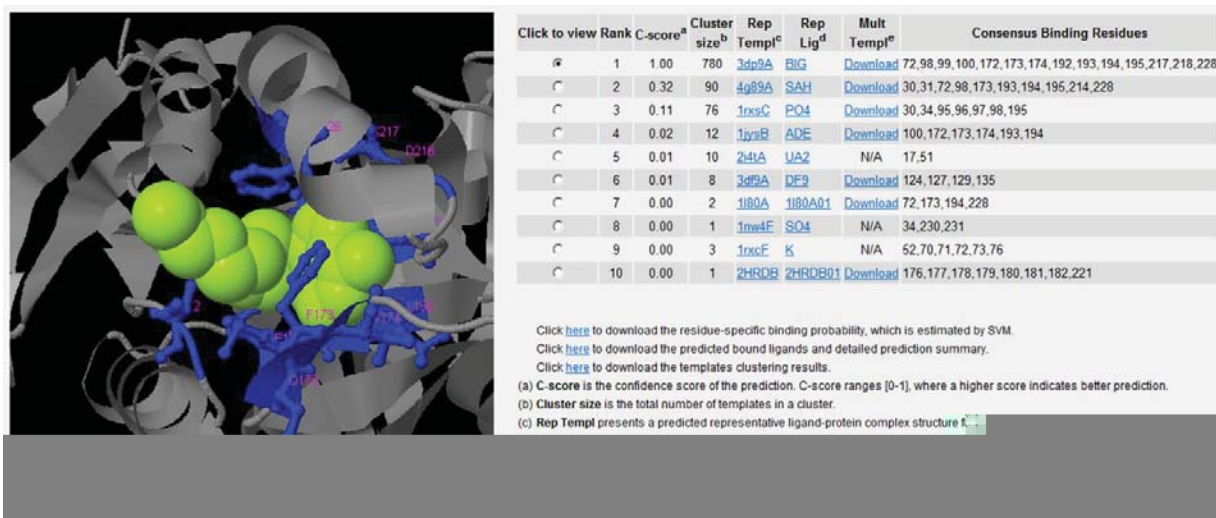 Click to view Rank C-score^a Cluster size^b Rep Templ^c Rep Lig^d Mult Templ^e Consensus Binding Residues
1 1.00 780 3dp9A BIG Download 72,98,99,100,172,173,174,192,193,194,195,217,218,228
2 0.32 90 4g89A SAH Download 30,31,72,98,173,193,194,195,214,228
3 0.11 76 1rxsC PO4 Download 30,34,95,96,97,98,195
4 0.02 12 1jysB ADE Download 100,172,173,174,193,194
5 0.01 10 2i4tA UA2 N/A 17,51
6 0.01 8 3df9A DF9 Download 124,127,129,135
7 0.00 2 1I80A 1I80A01 Download 72,173,194,228
8 0.00 1 1nw4F SO4 N/A 34,230,231
9 0.00 3 1rxcF K N/A 52,70,71,72,73,76
10 0.00 1 2HRDB 2HRDB01 Download 176,177,178,179,180,181,182,221
F173
Click here to download the residue-specific binding probability, which is estimated by SVM.
Click here to download the predicted bound ligands and detailed prediction summary.
Click here to download the templates clustering results.
(a) C-score is the confidence score of the prediction. C-score ranges [0-1], where a higher score indicates better prediction.
(b) Cluster size is the total number of templates in a cluster.
(c) Rep Templ presents a predicted representative ligand-protein complex structure